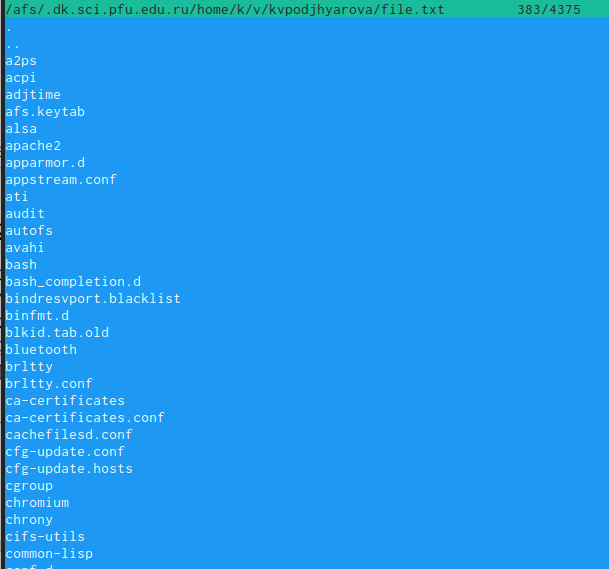 /afs/.dk.sci.pfu.edu.ru/home/k/v/kvpodjhyarova/file.txt 383/4375
.
..
a2ps
acpi
adjtime
afs.keytab
alsa
apache2
apparmor.d
appstream.conf
ati
audit
autofs
avahi
bash
bash_completion.d
bindresvport.blacklist
binfmt.d
blkid.tab.old
bluetooth
brltty
brltty.conf
ca-certificates
ca-certificates.conf
cachefilesd.conf
cfg-update.conf
cfg-update.hosts
cgroup
chromium
chrony
cifs-utils
common-lisp